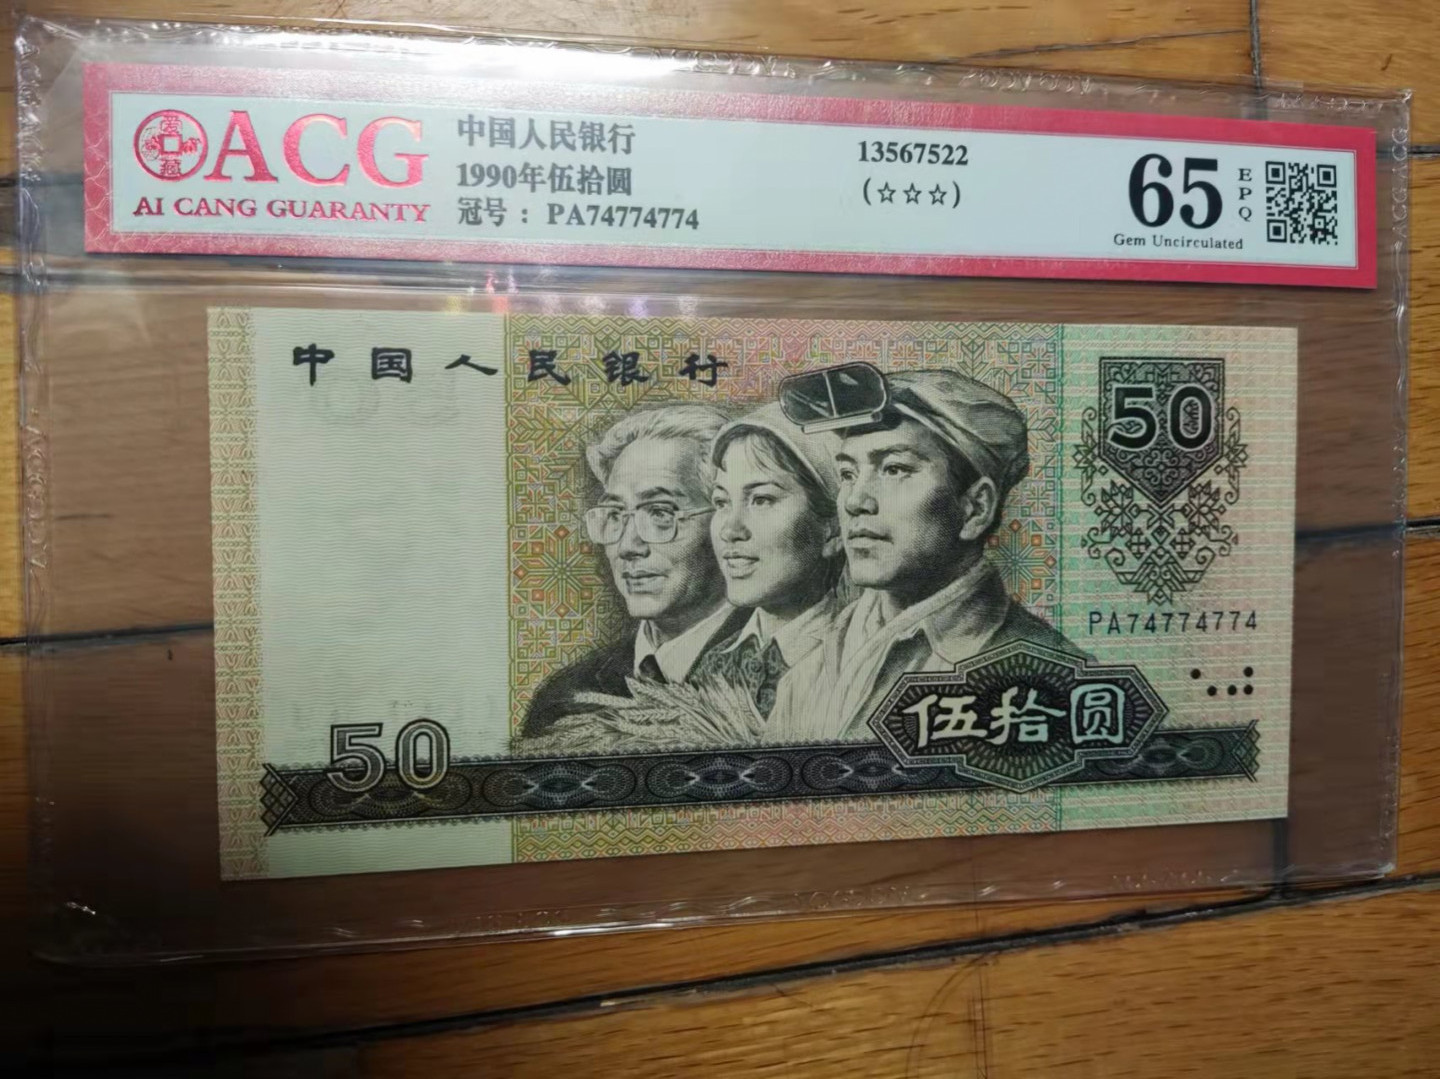 ACG
AI CANG GUARANTY
中国人民银行
1990年伍拾圆
冠号：PA74774774
13567522
(☆☆☆)
65
EPQ
Gem Uncirculated
中国人民银行
50
PA74774774
伍拾圆
50